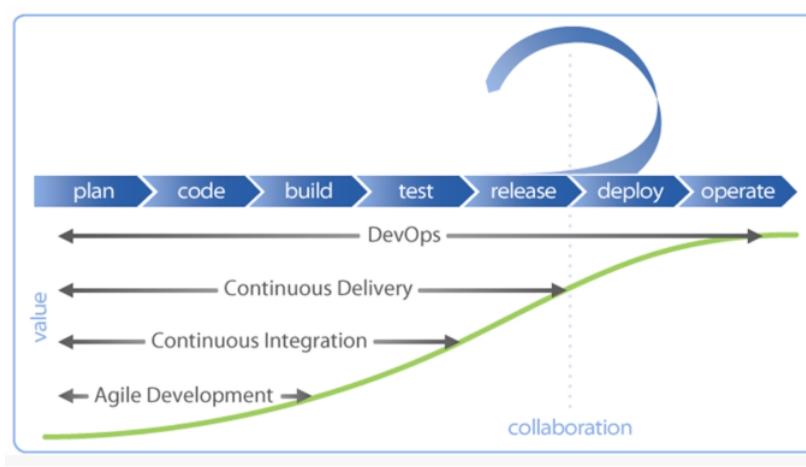 plan code build test release deploy operate
DevOps
Continuous Delivery
value
Continuous Integration
Agile Development
collaboration